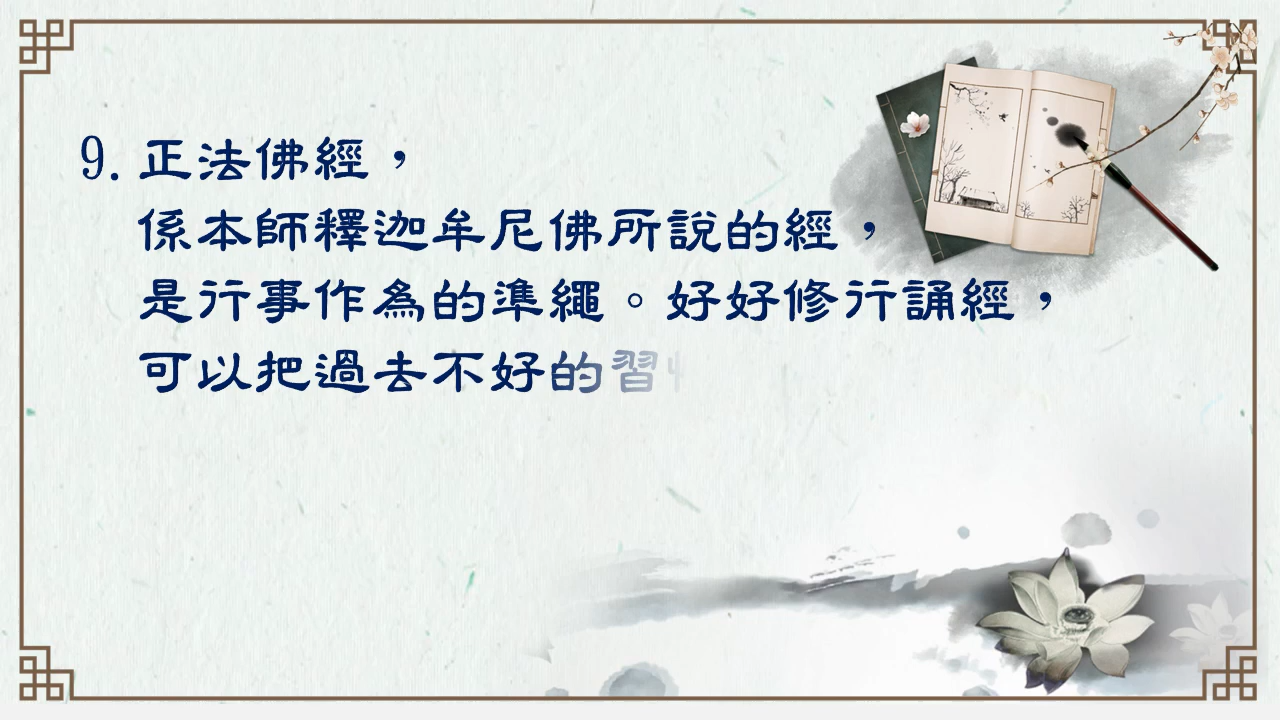 9. 正法佛經，
係本師釋迦牟尼佛所說的經，
是行事作為的準繩。好好修行誦經，
可以把過去不好的習